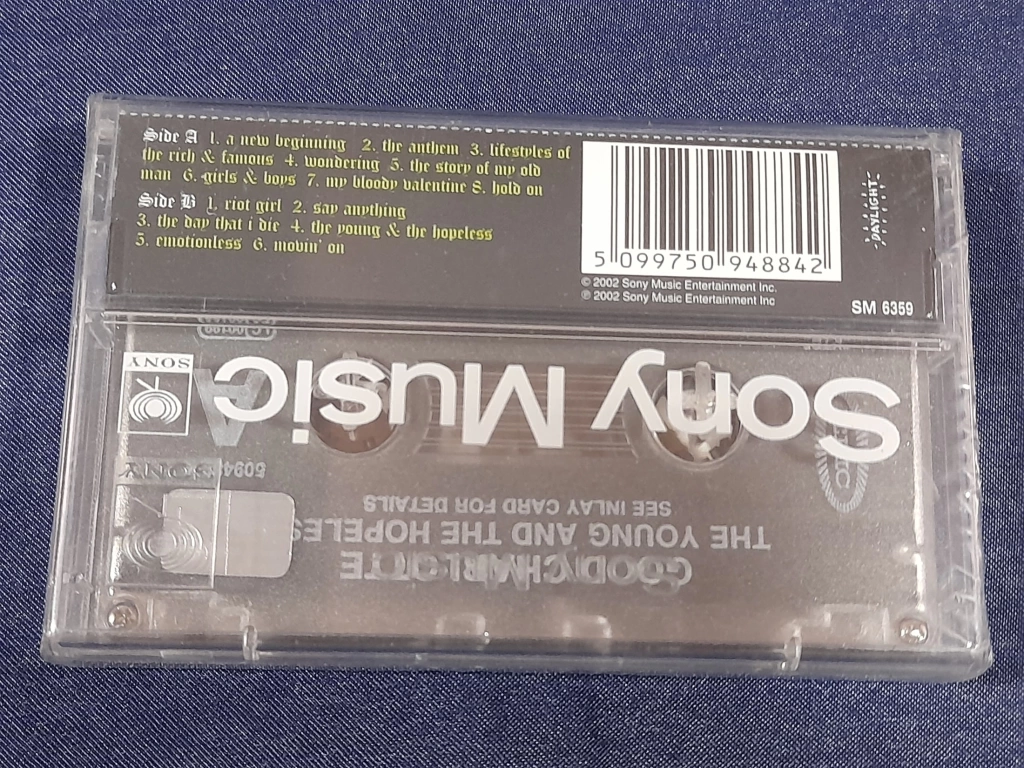 Side A 1. a new beginning 2. the anthem 3. lifestyles of
the rich & famous 4. wondering 5. the story of my old
man 6. girls & boys 7. my bloody valentine 8. hold on
Side B 1. riot girl 2. say anything
3. the day that i die 4. the young & the hopeless
5. emotionless 6. movin' on
5 099750 948842
© 2002 Sony Music Entertainment Inc.
℗ 2002 Sony Music Entertainment Inc
DAYLIGHT
SM 6359
SONY
Sony Music
A
SONY
5094
SEE INLAY CARD FOR DETAILS
THE YOUNG AND THE HOPELES
GOOD CHARLOTTE